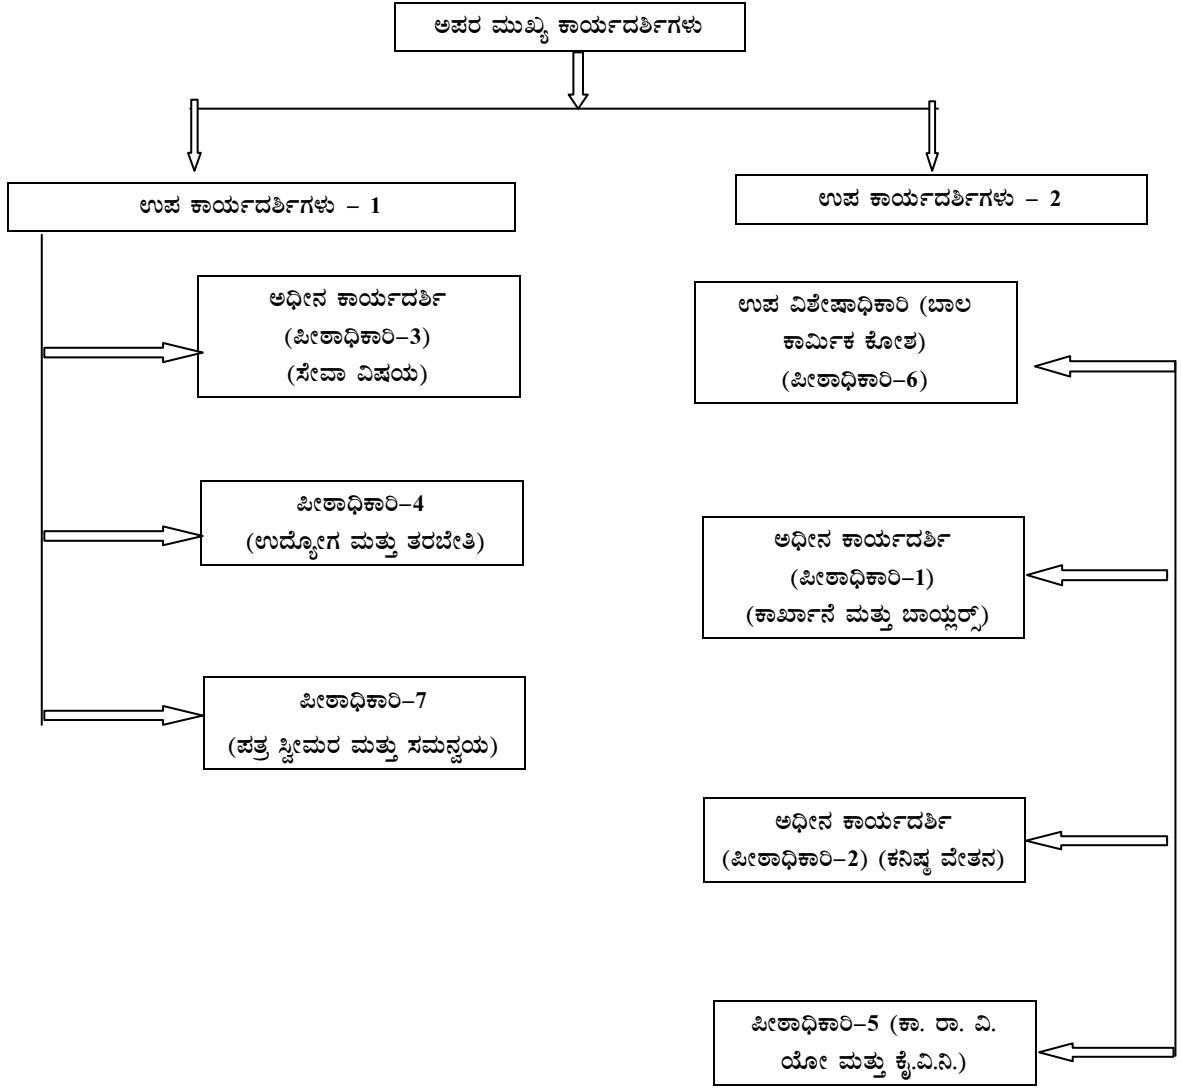 ಅಪರ ಮುಖ್ಯ ಕಾರ್ಯದರ್ಶಿಗಳು
ಉಪ ಕಾರ್ಯದರ್ಶಿಗಳು – 1
ಅಧೀನ ಕಾರ್ಯದರ್ಶಿ
(ಪೀಠಾಧಿಕಾರಿ–3)
(ಸೇವಾ ವಿಷಯ)
ಪೀಠಾಧಿಕಾರಿ–4
(ಉದ್ಯೋಗ ಮತ್ತು ತರಬೇತಿ)
ಪೀಠಾಧಿಕಾರಿ–7
(ಪತ್ರ ಸ್ವೀಮರ ಮತ್ತು ಸಮನ್ವಯ)
ಉಪ ಕಾರ್ಯದರ್ಶಿಗಳು – 2
ಉಪ ವಿಶೇಷಾಧಿಕಾರಿ (ಬಾಲ
ಕಾರ್ಮಿಕ ಕೋಶ)
(ಪೀಠಾಧಿಕಾರಿ–6)
ಅಧೀನ ಕಾರ್ಯದರ್ಶಿ
(ಪೀಠಾಧಿಕಾರಿ–1)
(ಕಾರ್ಖಾನೆ ಮತ್ತು ಬಾಯ್ಲರ್ಸ್)
ಅಧೀನ ಕಾರ್ಯದರ್ಶಿ
(ಪೀಠಾಧಿಕಾರಿ–2) (ಕನಿಷ್ಠ ವೇತನ)
ಪೀಠಾಧಿಕಾರಿ–5 (ಕಾ. ರಾ. ವಿ.
ಯೋ ಮತ್ತು ಕೈ.ವಿ.ನಿ.)